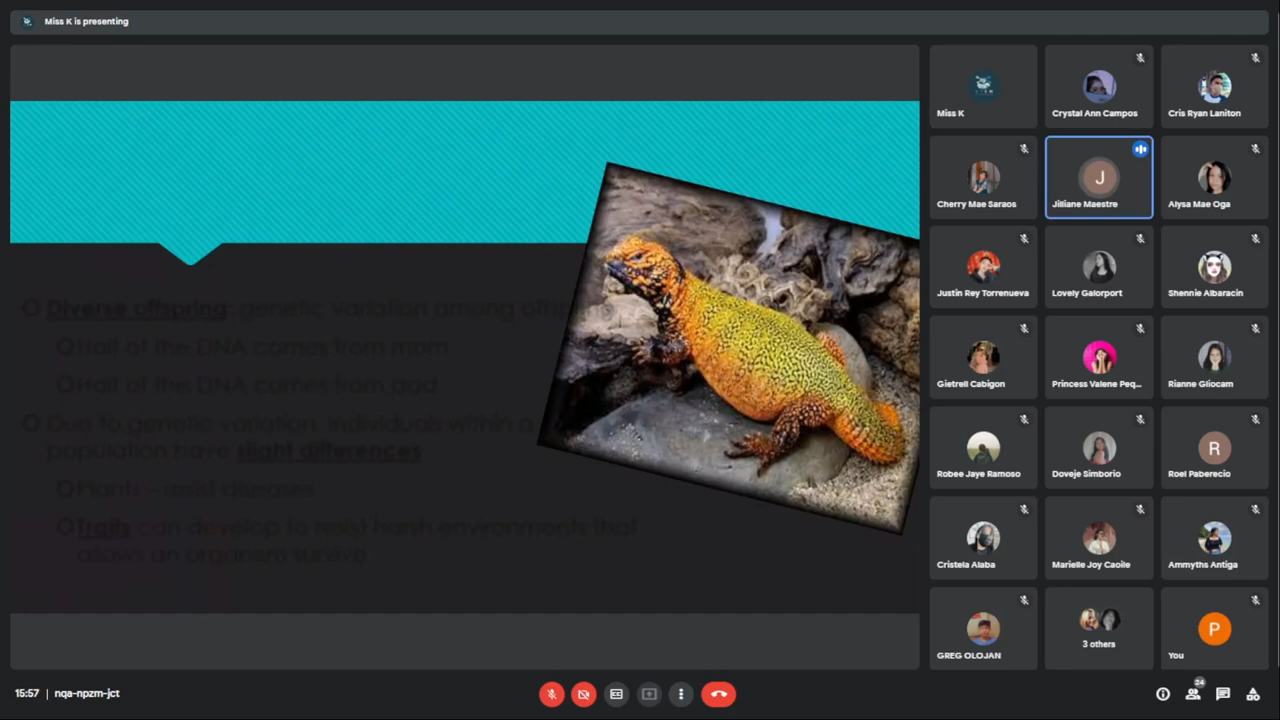 Miss K is presenting
Diverse offspring: genetic variation among offspring
Half of the DNA comes from mom
Half of the DNA comes from dad
Due to genetic variation, individuals within a
population have slight differences
Plants – resist diseases
Traits can develop to resist harsh environments that
allows an organism survive
Miss K
Crystal Ann Campos
Cris Ryan Laniton
Cherry Mae Saraos
Jilliane Maestre
J
Alysa Mae Oga
Justin Rey Torrenueva
Lovely Galorport
Shennie Albaracin
Gietrell Cabigon
Princess Valene Peq...
Rianne Gliocam
Robee Jaye Ramoso
Doveje Simborio
R
Roel Paberecio
Cristela Alaba
Marielle Joy Caoile
Ammyths Antiga
GREG OLOJAN
3 others
P
You
15:57 | nqa-npzm-jct
24